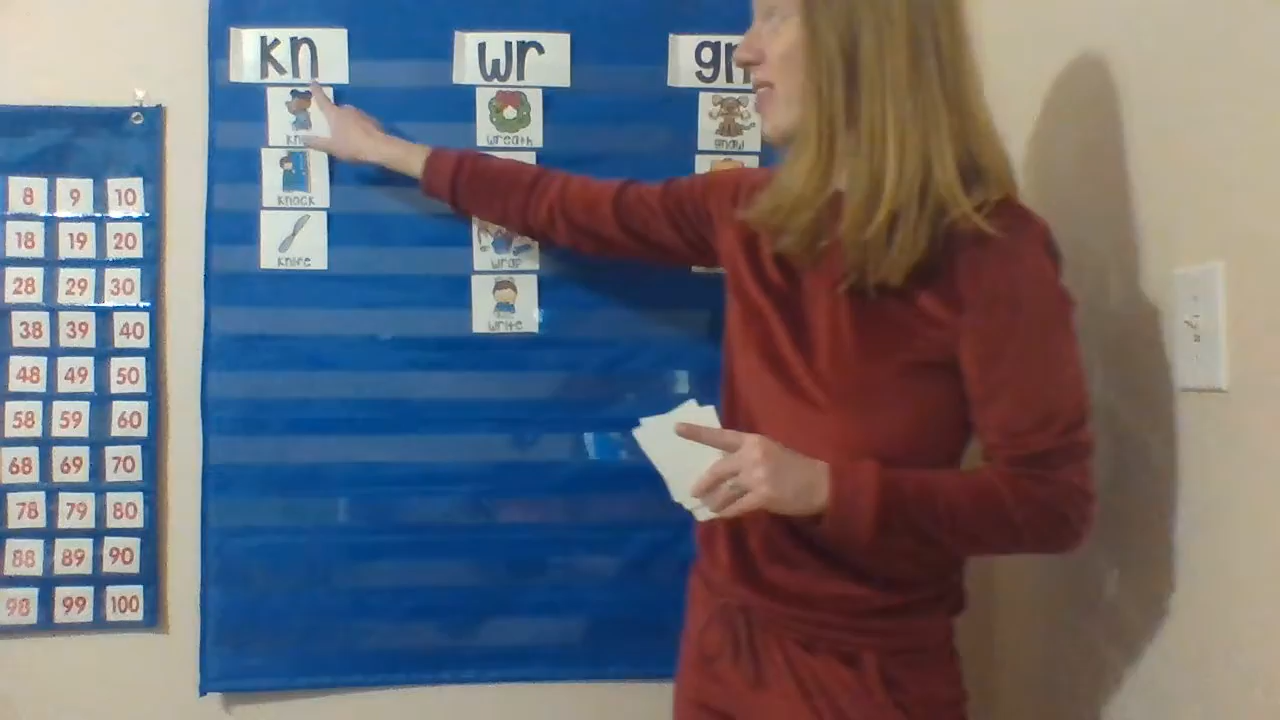 kn
wr
gn
wreath
gnaw
knock
knife
wrap
write
8 9 10
18 19 20
28 29 30
38 39 40
48 49 50
58 59 60
68 69 70
78 79 80
88 89 90
98 99 100